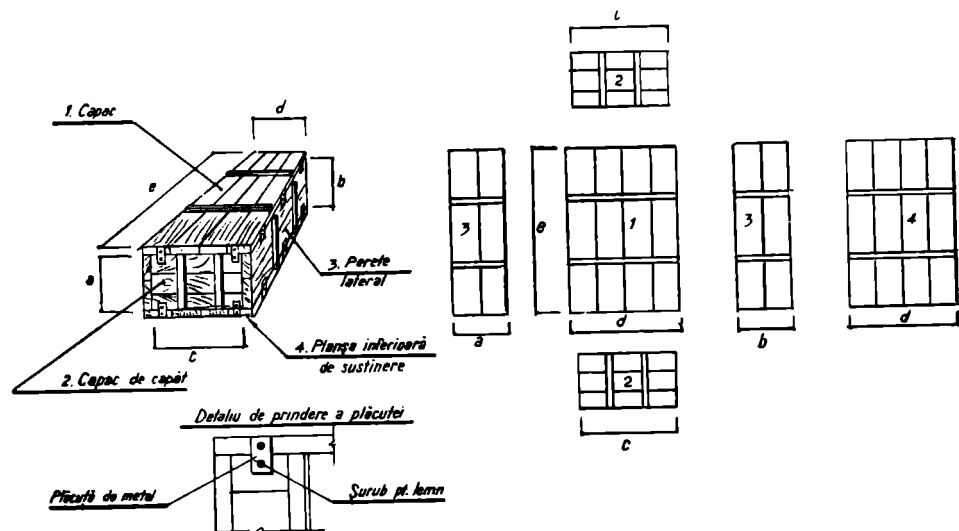 1. Capac
d
e
b
a
3. Perete
lateral
c
4. Planșa inferioară
de susținere
2. Capac de capăt
Detaliu de prindere a plăcuței
Plăcuță de metal
Șurub pt. lemn
2
3
a
e
1
d
3
b
4
d
2
c